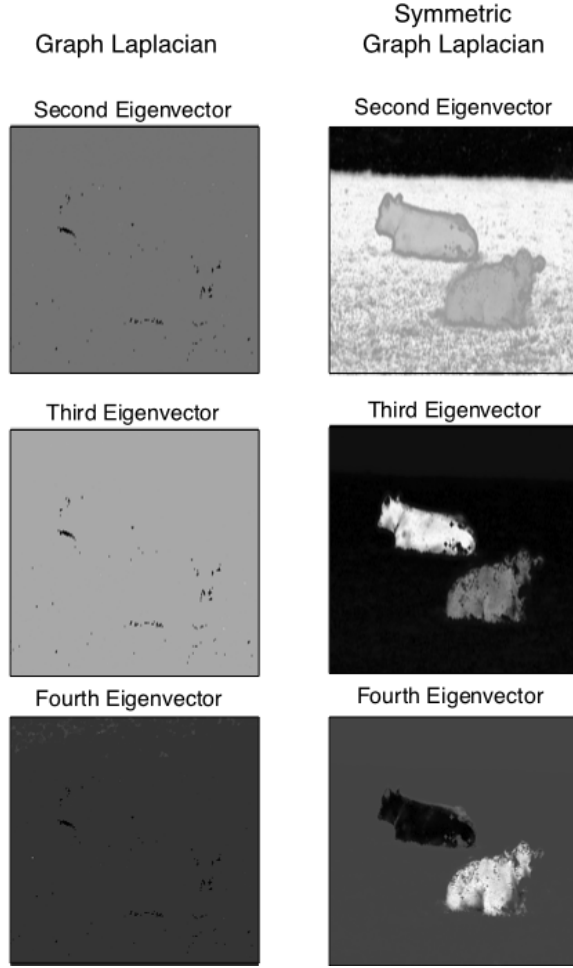 Graph Laplacian
Symmetric
Graph Laplacian
Second Eigenvector
Second Eigenvector
Third Eigenvector
Third Eigenvector
Fourth Eigenvector
Fourth Eigenvector